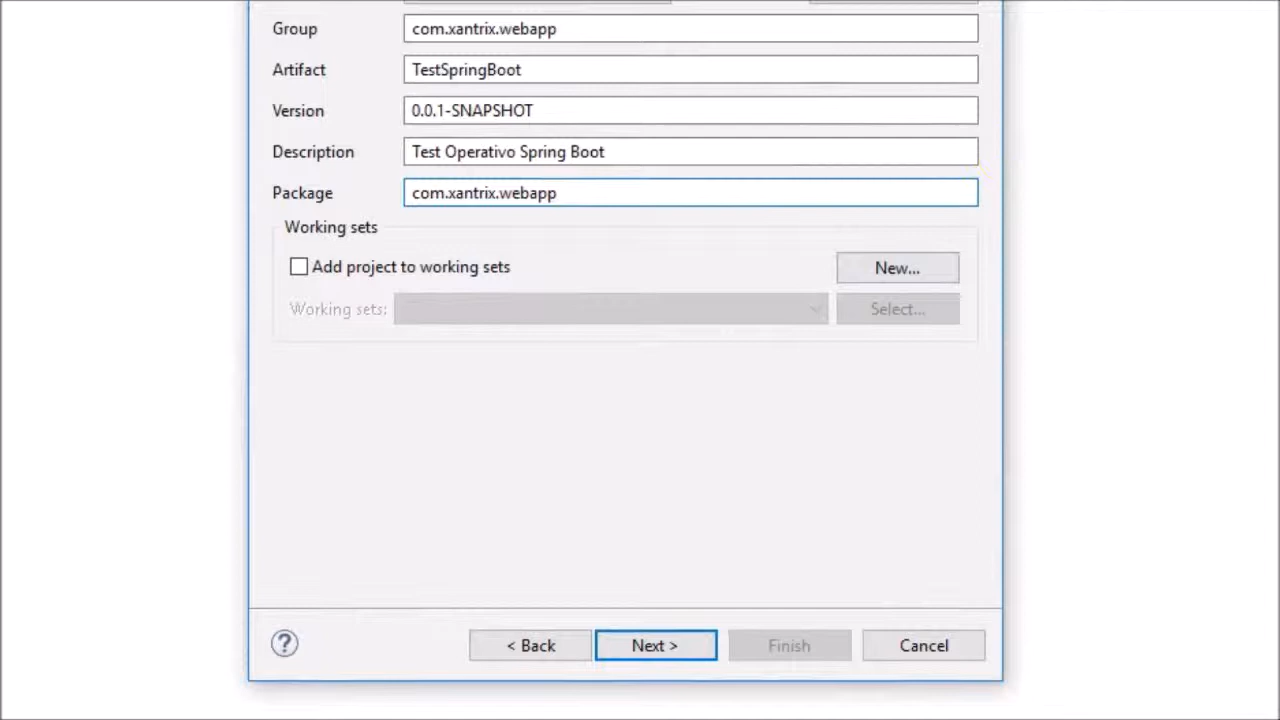 Group com.xantrix.webapp
Artifact TestSpringBoot
Version 0.0.1-SNAPSHOT
Description Test Operativo Spring Boot
Package com.xantrix.webapp
Working sets
Add project to working sets New...
Working sets: Select...
? < Back Next > Finish Cancel